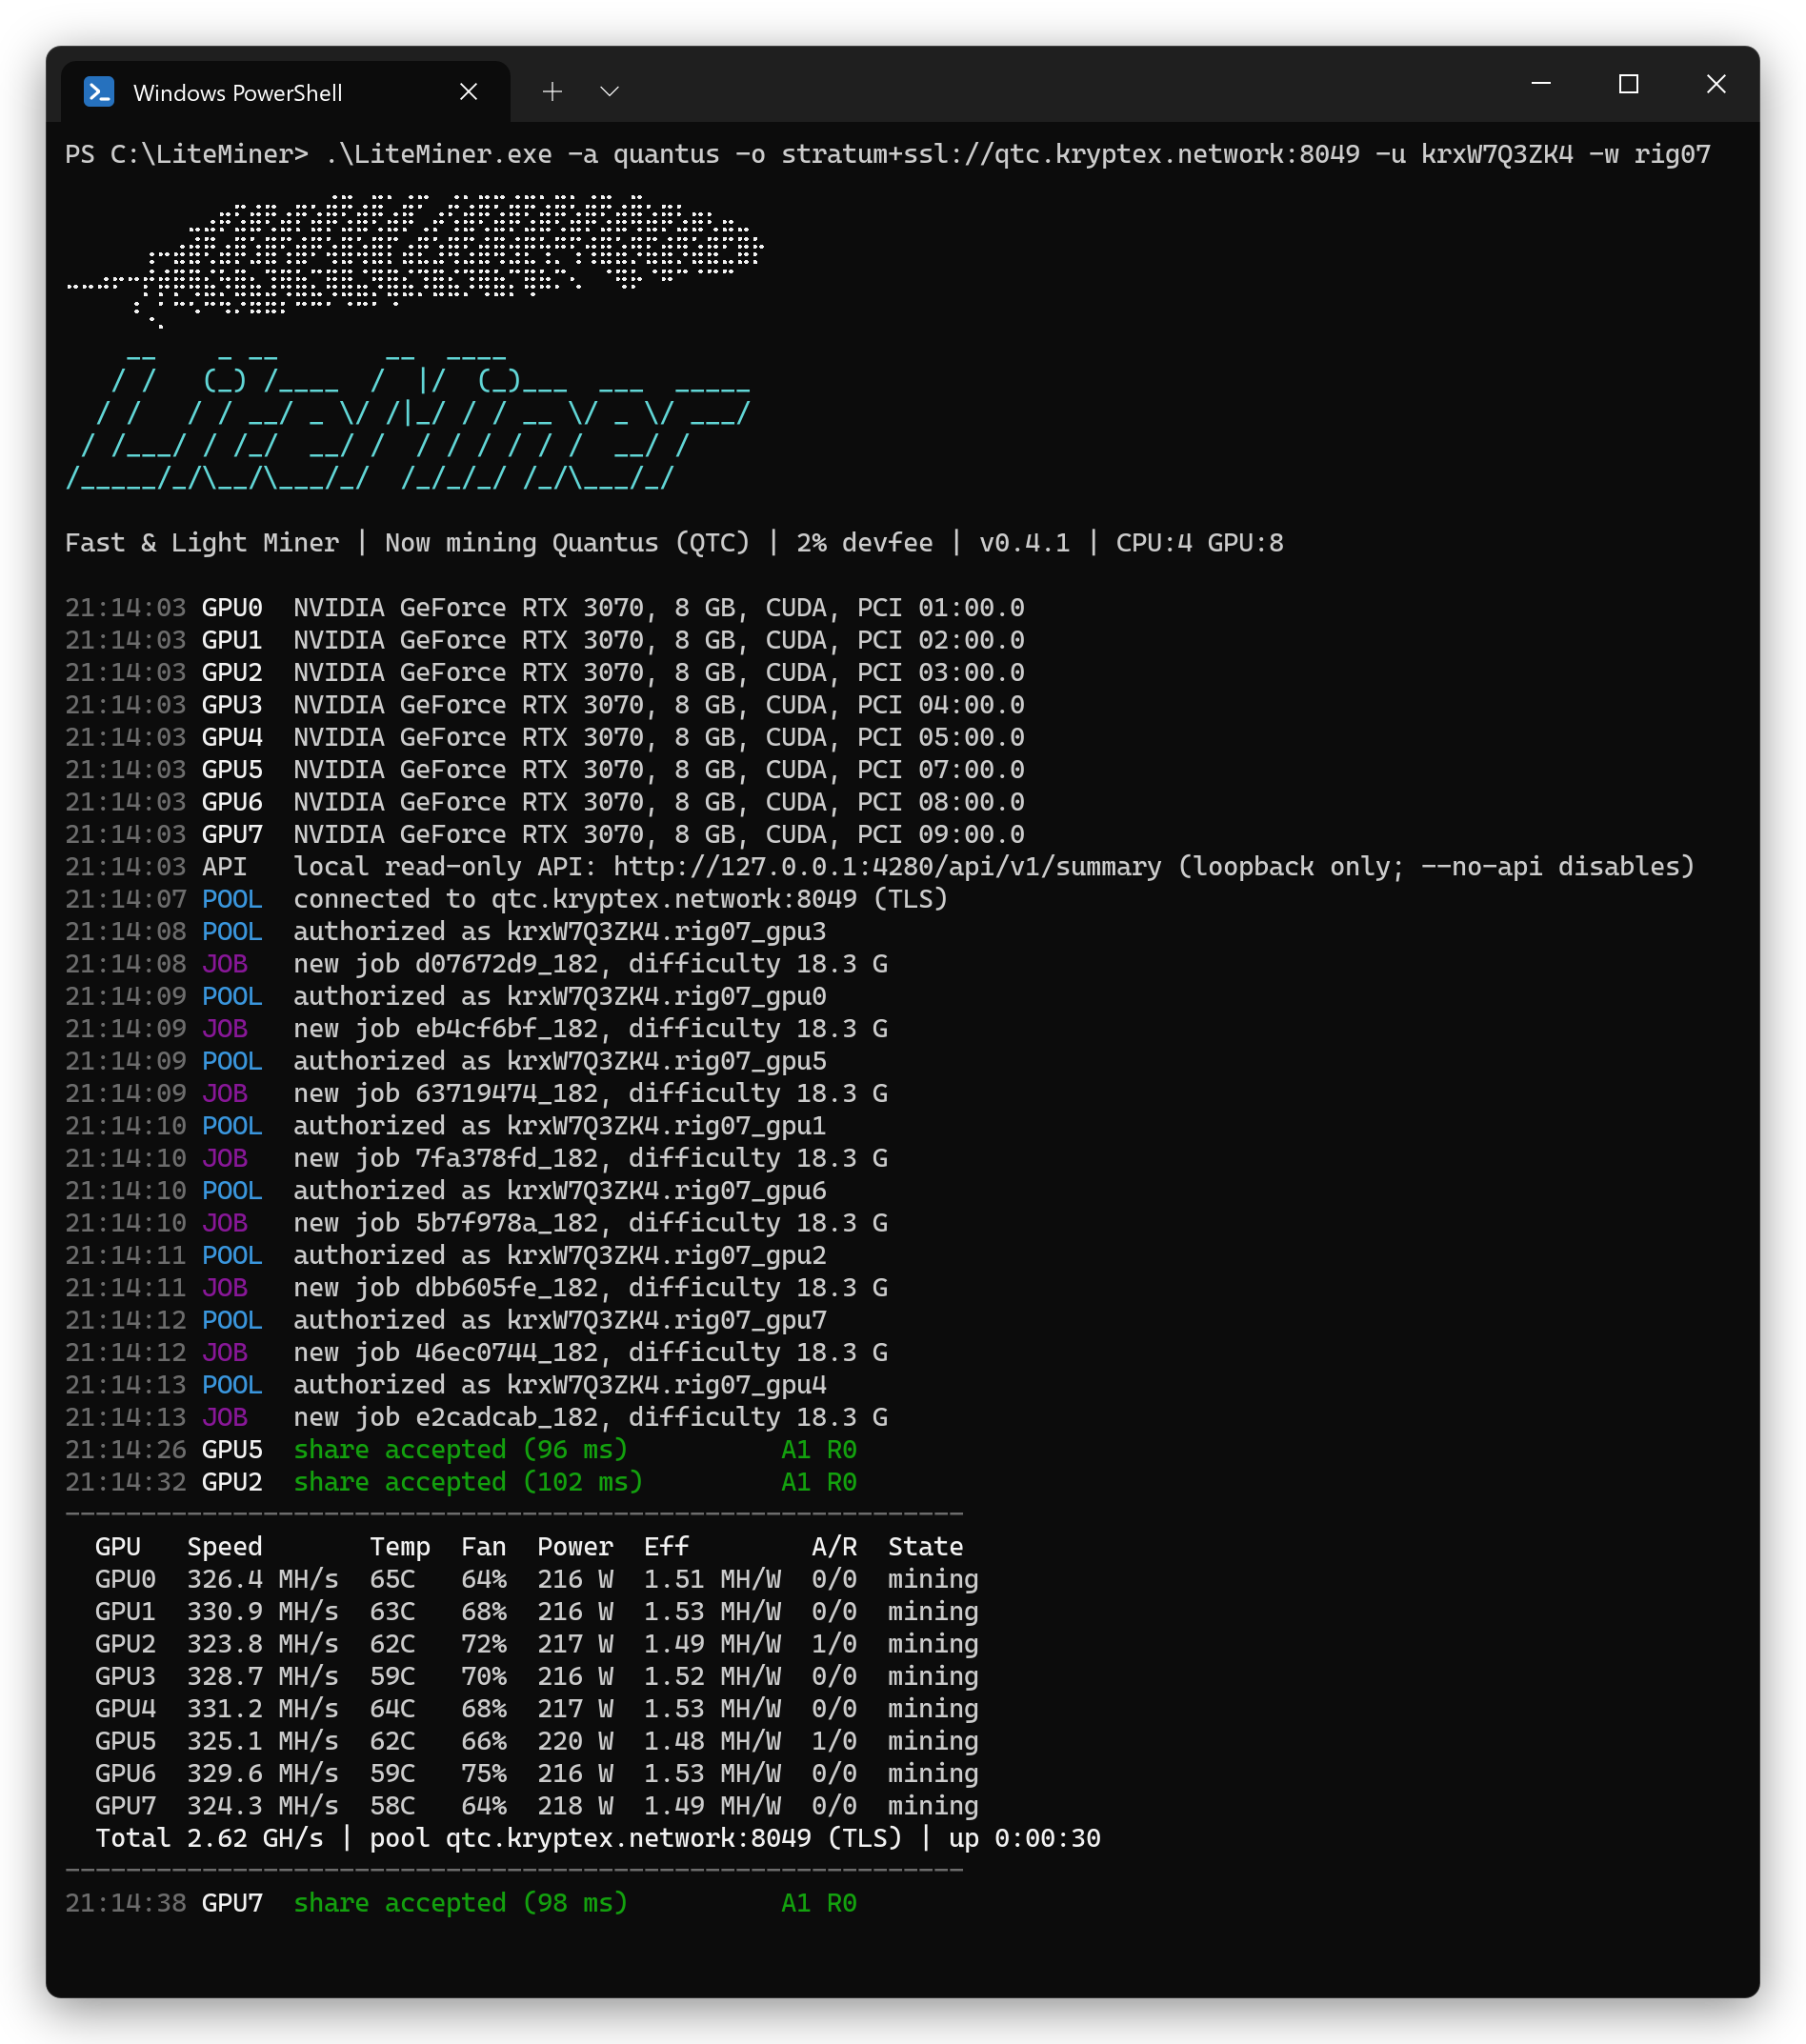 Windows PowerShell
PS C:\LiteMiner> .\LiteMiner.exe -a quantus -o stratum+ssl://qtc.kryptex.network:8049 -u krxW7Q3ZK4 -w rig07
LiteMiner
Fast & Light Miner | Now mining Quantus (QTC) | 2% devfee | v0.4.1 | CPU:4 GPU:8
21:14:03 GPU0  NVIDIA GeForce RTX 3070, 8 GB, CUDA, PCI 01:00.0
21:14:03 GPU1  NVIDIA GeForce RTX 3070, 8 GB, CUDA, PCI 02:00.0
21:14:03 GPU2  NVIDIA GeForce RTX 3070, 8 GB, CUDA, PCI 03:00.0
21:14:03 GPU3  NVIDIA GeForce RTX 3070, 8 GB, CUDA, PCI 04:00.0
21:14:03 GPU4  NVIDIA GeForce RTX 3070, 8 GB, CUDA, PCI 05:00.0
21:14:03 GPU5  NVIDIA GeForce RTX 3070, 8 GB, CUDA, PCI 07:00.0
21:14:03 GPU6  NVIDIA GeForce RTX 3070, 8 GB, CUDA, PCI 08:00.0
21:14:03 GPU7  NVIDIA GeForce RTX 3070, 8 GB, CUDA, PCI 09:00.0
21:14:03 API   local read-only API: http://127.0.0.1:4280/api/v1/summary (loopback only; --no-api disables)
21:14:07 POOL  connected to qtc.kryptex.network:8049 (TLS)
21:14:08 POOL  authorized as krxW7Q3ZK4.rig07_gpu3
21:14:08 JOB   new job d07672d9_182, difficulty 18.3 G
21:14:09 POOL  authorized as krxW7Q3ZK4.rig07_gpu0
21:14:09 JOB   new job eb4cf6bf_182, difficulty 18.3 G
21:14:09 POOL  authorized as krxW7Q3ZK4.rig07_gpu5
21:14:09 JOB   new job 63719474_182, difficulty 18.3 G
21:14:10 POOL  authorized as krxW7Q3ZK4.rig07_gpu1
21:14:10 JOB   new job 7fa378fd_182, difficulty 18.3 G
21:14:10 POOL  authorized as krxW7Q3ZK4.rig07_gpu6
21:14:10 JOB   new job 5b7f978a_182, difficulty 18.3 G
21:14:11 POOL  authorized as krxW7Q3ZK4.rig07_gpu2
21:14:11 JOB   new job dbb605fe_182, difficulty 18.3 G
21:14:12 POOL  authorized as krxW7Q3ZK4.rig07_gpu7
21:14:12 JOB   new job 46ec0744_182, difficulty 18.3 G
21:14:13 POOL  authorized as krxW7Q3ZK4.rig07_gpu4
21:14:13 JOB   new job e2cadcab_182, difficulty 18.3 G
21:14:26 GPU5  share accepted (96 ms)          A1 R0
21:14:32 GPU2  share accepted (102 ms)         A1 R0
GPU   Speed       Temp  Fan  Power  Eff        A/R  State
GPU0  326.4 MH/s  65C   64%  216 W  1.51 MH/W  0/0  mining
GPU1  330.9 MH/s  63C   68%  216 W  1.53 MH/W  0/0  mining
GPU2  323.8 MH/s  62C   72%  217 W  1.49 MH/W  1/0  mining
GPU3  328.7 MH/s  59C   70%  216 W  1.52 MH/W  0/0  mining
GPU4  331.2 MH/s  64C   68%  217 W  1.53 MH/W  0/0  mining
GPU5  325.1 MH/s  62C   66%  220 W  1.48 MH/W  1/0  mining
GPU6  329.6 MH/s  59C   75%  216 W  1.53 MH/W  0/0  mining
GPU7  324.3 MH/s  58C   64%  218 W  1.49 MH/W  0/0  mining
Total 2.62 GH/s | pool qtc.kryptex.network:8049 (TLS) | up 0:00:30
21:14:38 GPU7  share accepted (98 ms)          A1 R0